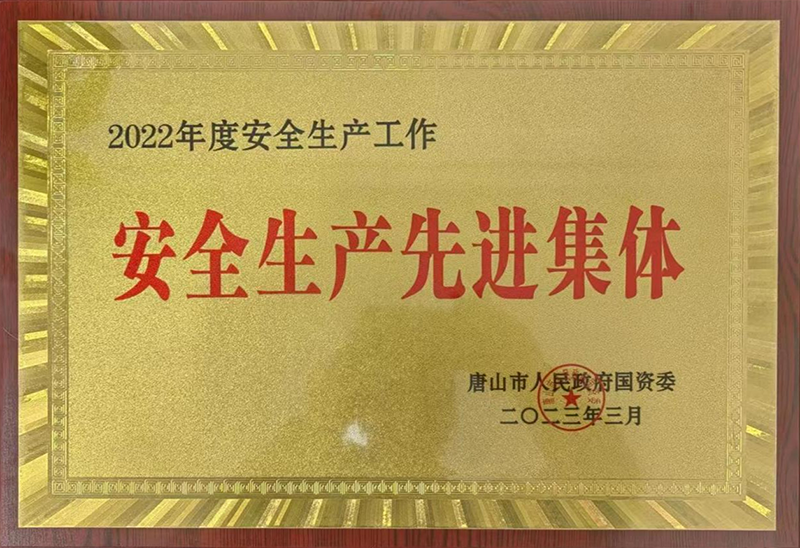 2022年度安全生产工作
安全生产先进集体
唐山市人民政府国资委
二〇二三年三月